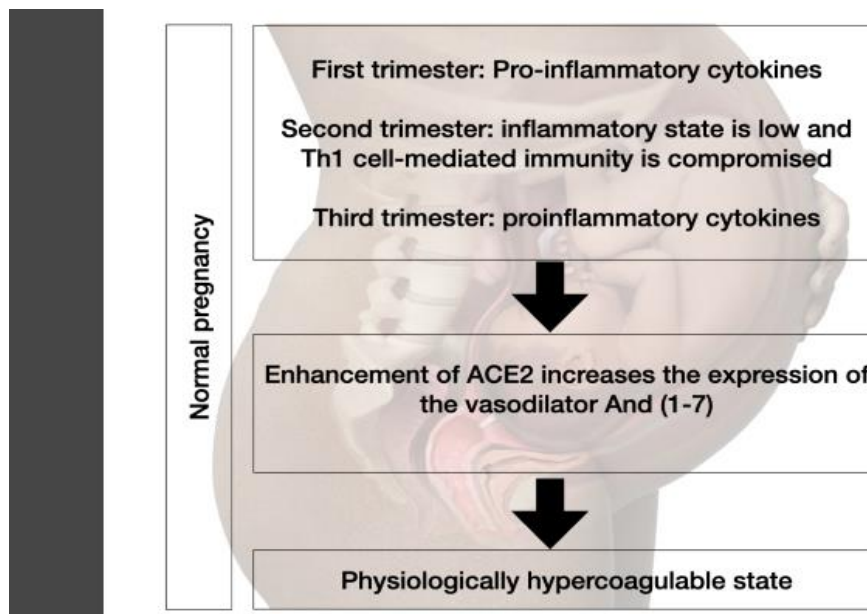 Normal pregnancy
First trimester: Pro-inflammatory cytokines
Second trimester: inflammatory state is low and
Th1 cell-mediated immunity is compromised
Third trimester: proinflammatory cytokines
Enhancement of ACE2 increases the expression of
the vasodilator And (1-7)
Physiologically hypercoagulable state